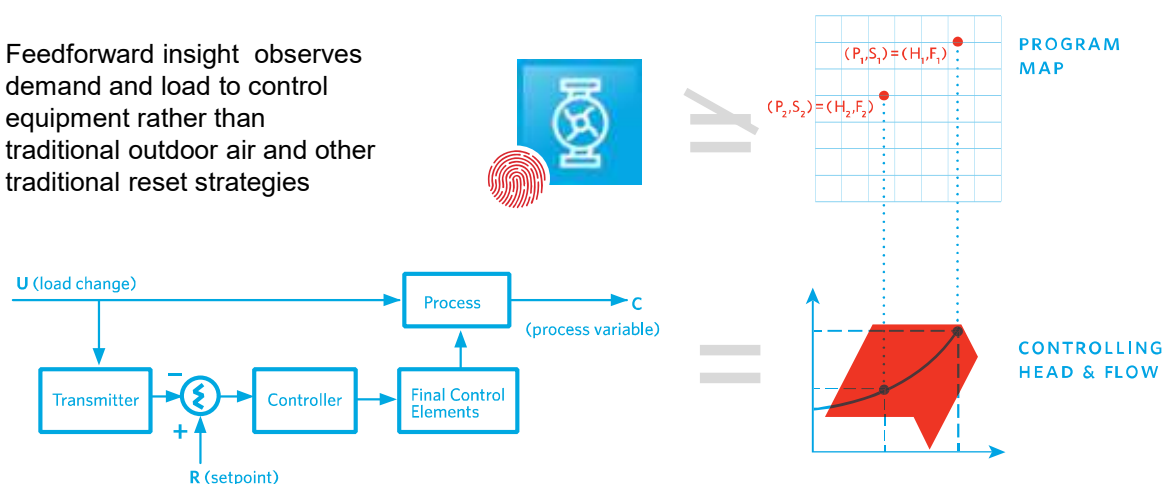 Feedforward insight  observes
demand and load to control
equipment rather than
traditional outdoor air and other
traditional reset strategies
(P₁,S₁)=(H₁,F₁)
(P₂,S₂)=(H₂,F₂)
PROGRAM
MAP
U (load change)
Process
C
(process variable)
Transmitter
−
+
Controller
Final Control
Elements
R (setpoint)
=
CONTROLLING
HEAD & FLOW